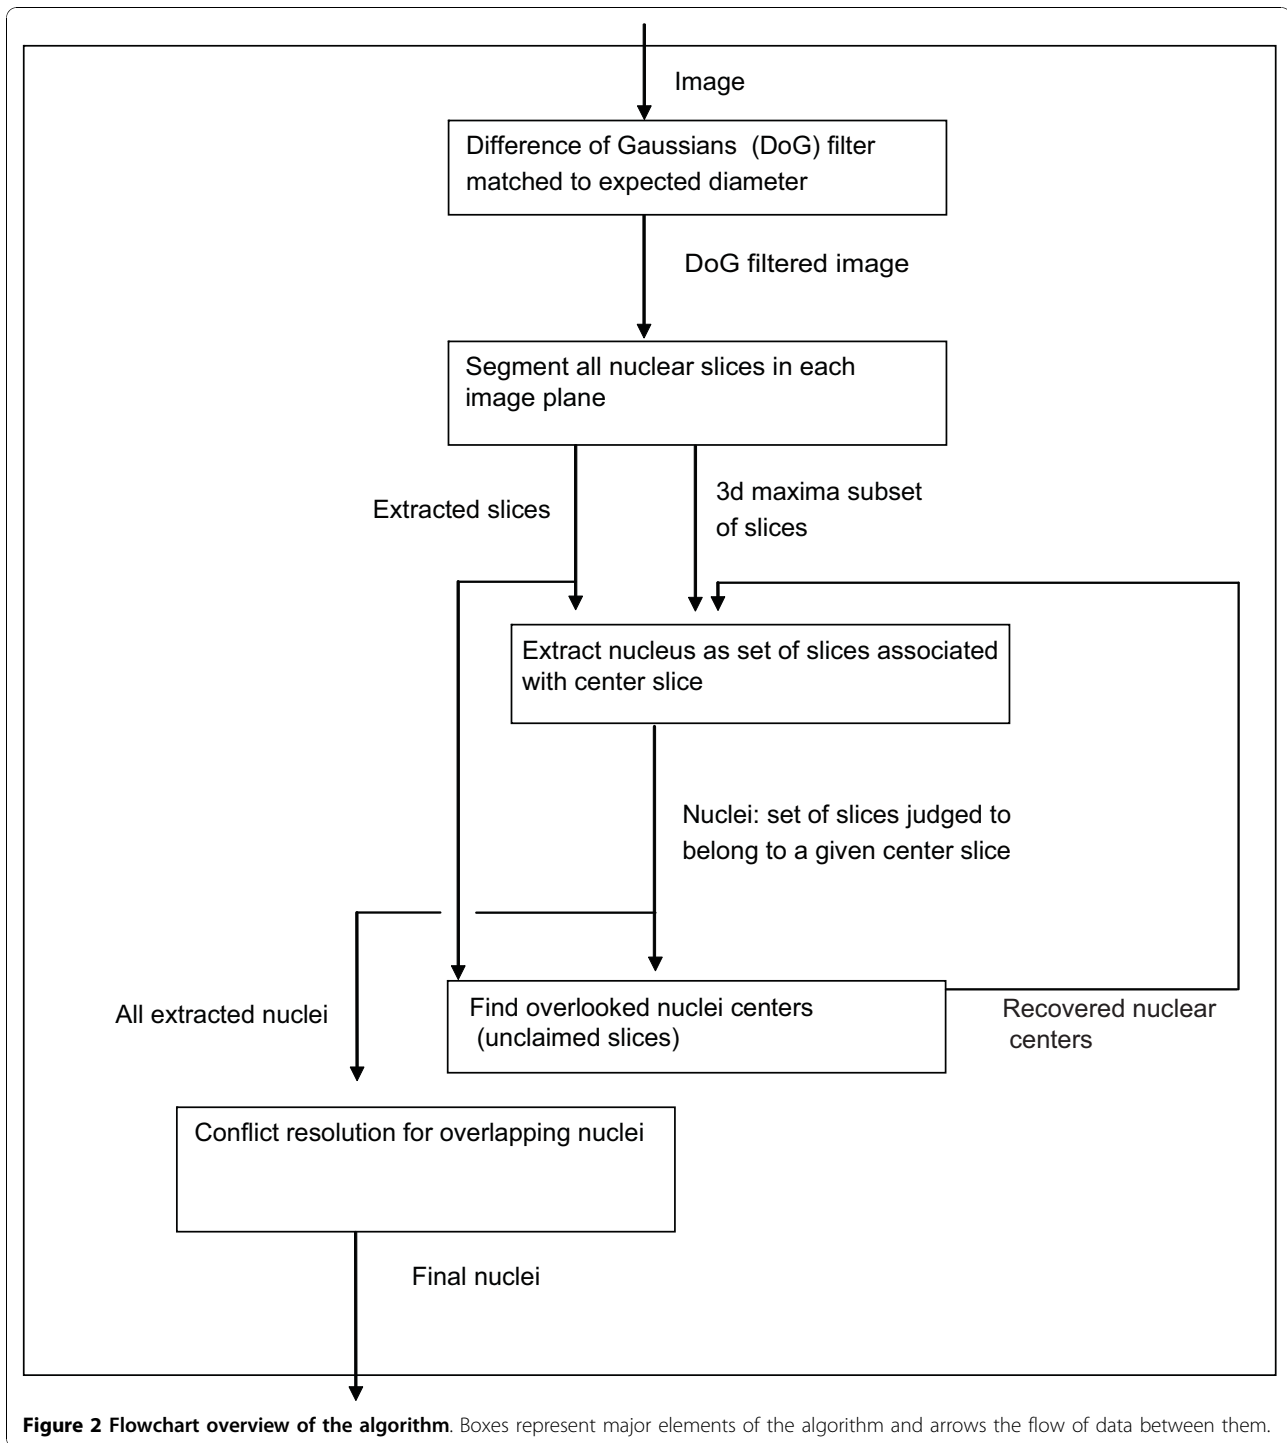 Image
Difference of Gaussians (DoG) filter
matched to expected diameter
DoG filtered image
Segment all nuclear slices in each
image plane
Extracted slices
3d maxima subset
of slices
Extract nucleus as set of slices associated
with center slice
Nuclei: set of slices judged to
belong to a given center slice
All extracted nuclei
Find overlooked nuclei centers
(unclaimed slices)
Recovered nuclear
centers
Conflict resolution for overlapping nuclei
Final nuclei
Figure 2 Flowchart overview of the algorithm. Boxes represent major elements of the algorithm and arrows the flow of data between them.